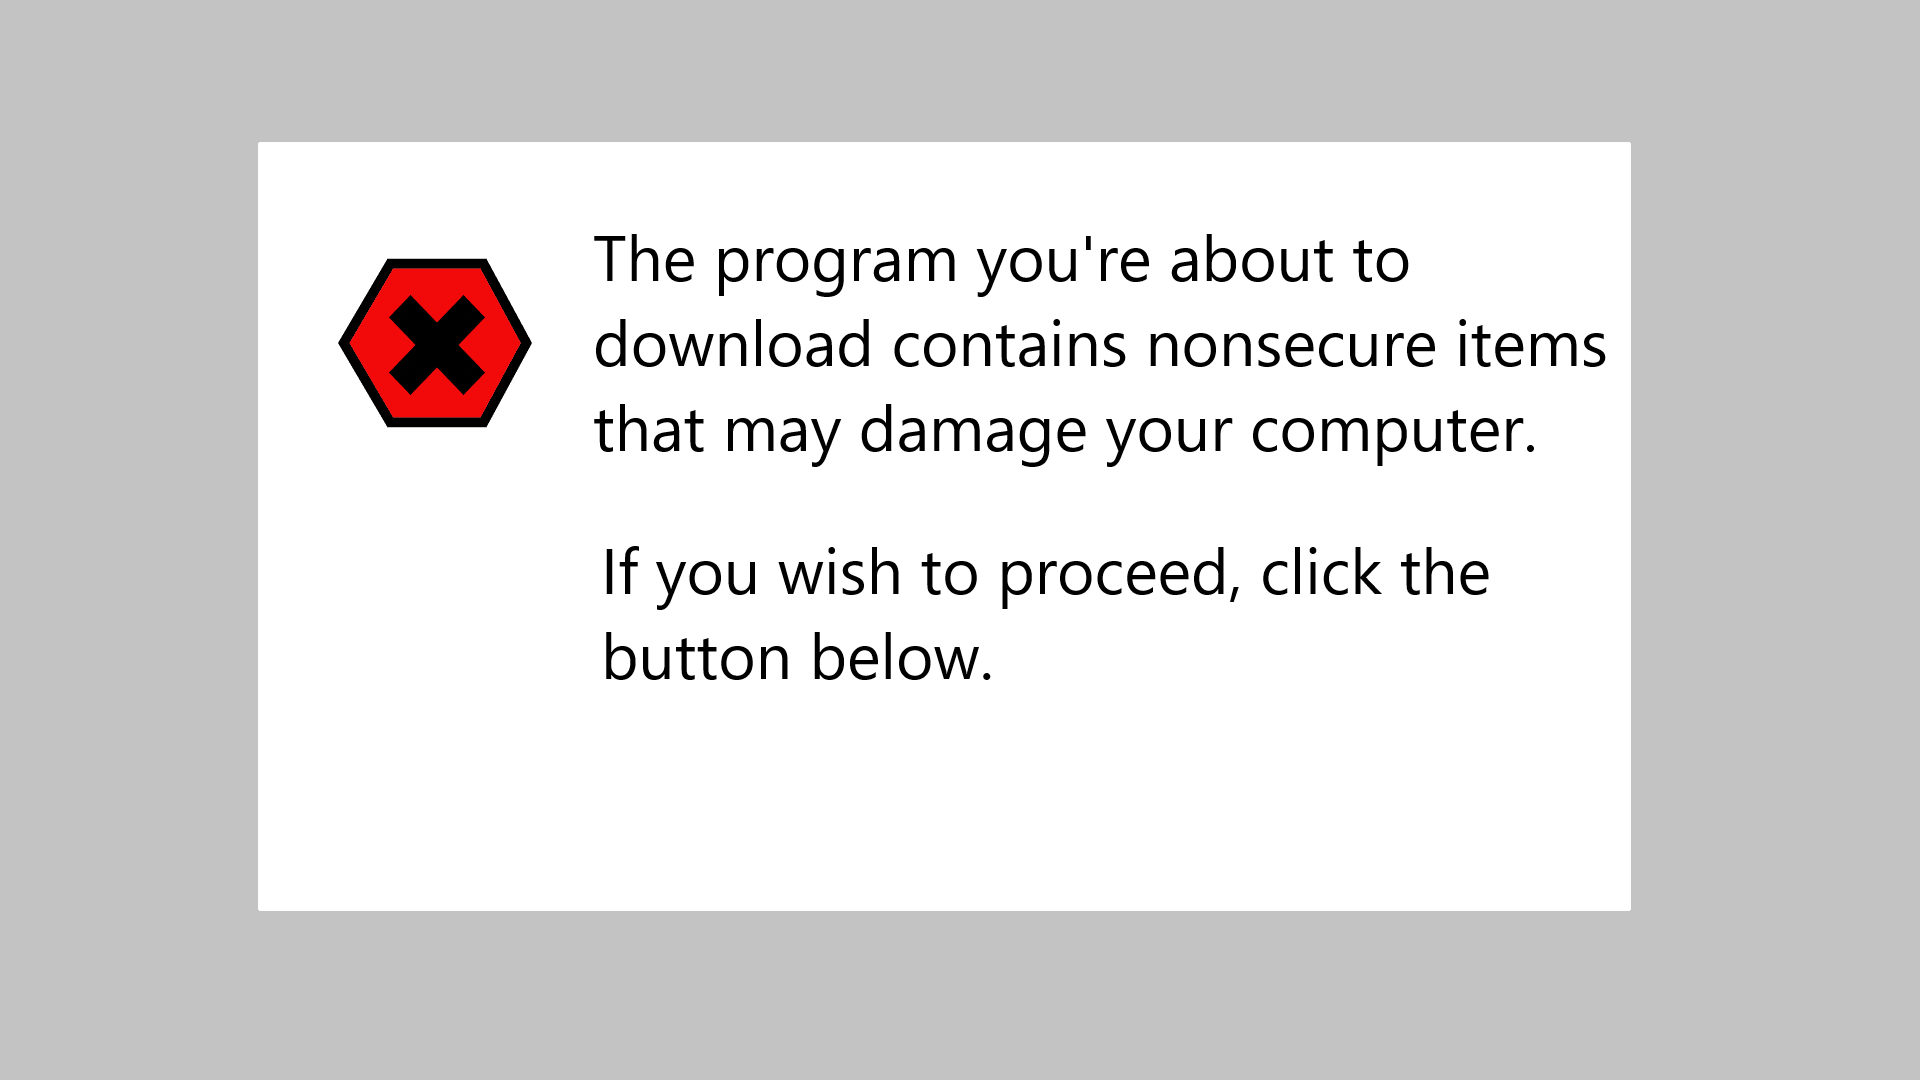 The program you're about to
download contains nonsecure items
that may damage your computer.
If you wish to proceed, click the
button below.